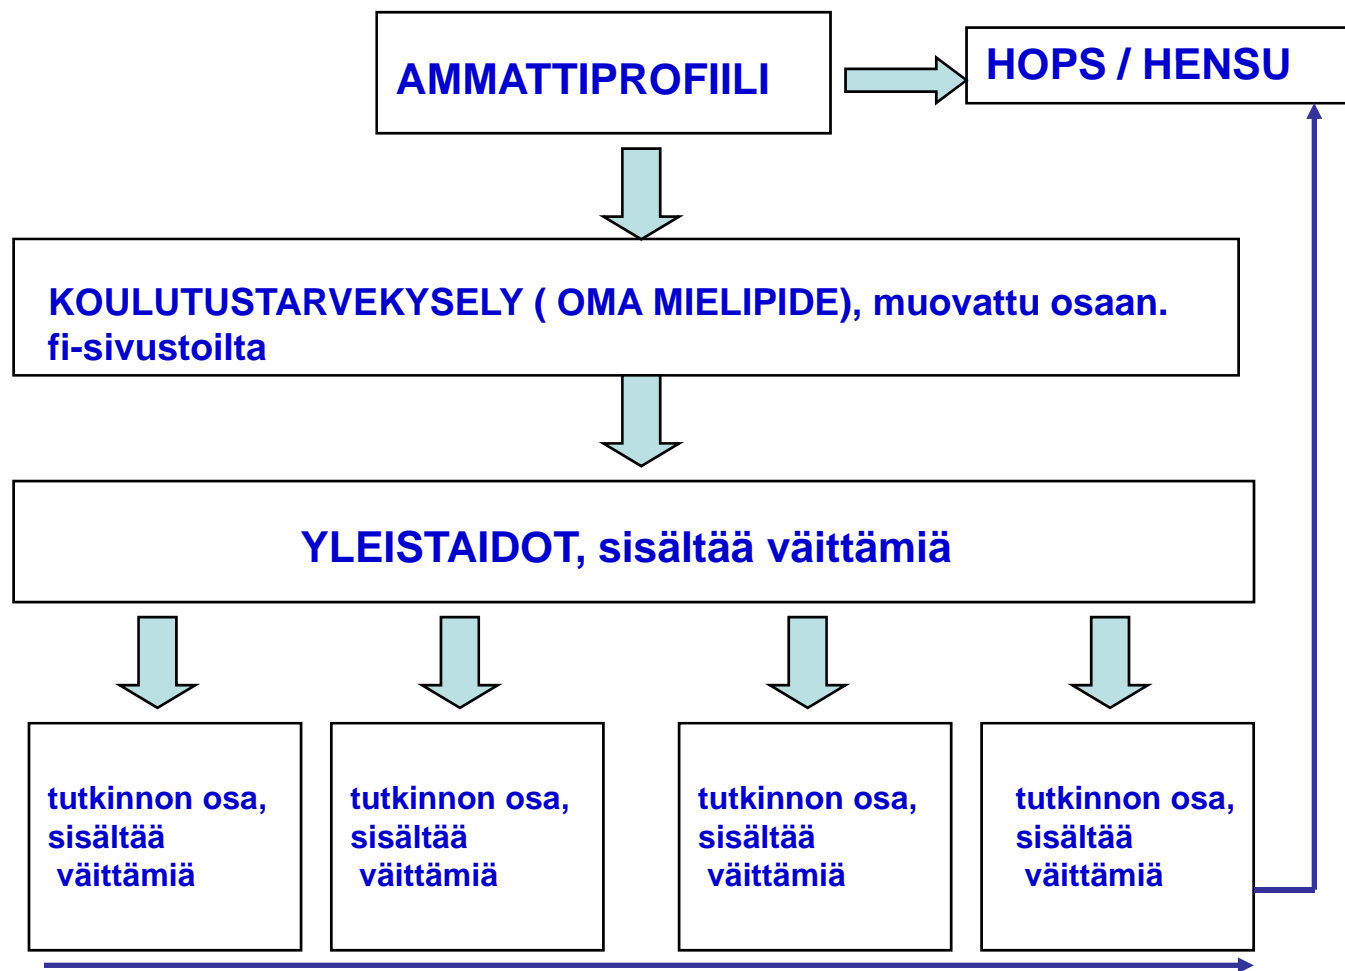 AMMATTIPROFIILI
HOPS / HENSU
KOULUTUSTARVEKYSELY ( OMA MIELIPIDE), muovattu osaan.
fi-sivustoilta
YLEISTAIDOT, sisältää väittämiä
tutkinnon osa,
sisältää
väittämiä
tutkinnon osa,
sisältää
väittämiä
tutkinnon osa,
sisältää
väittämiä
tutkinnon osa,
sisältää
väittämiä